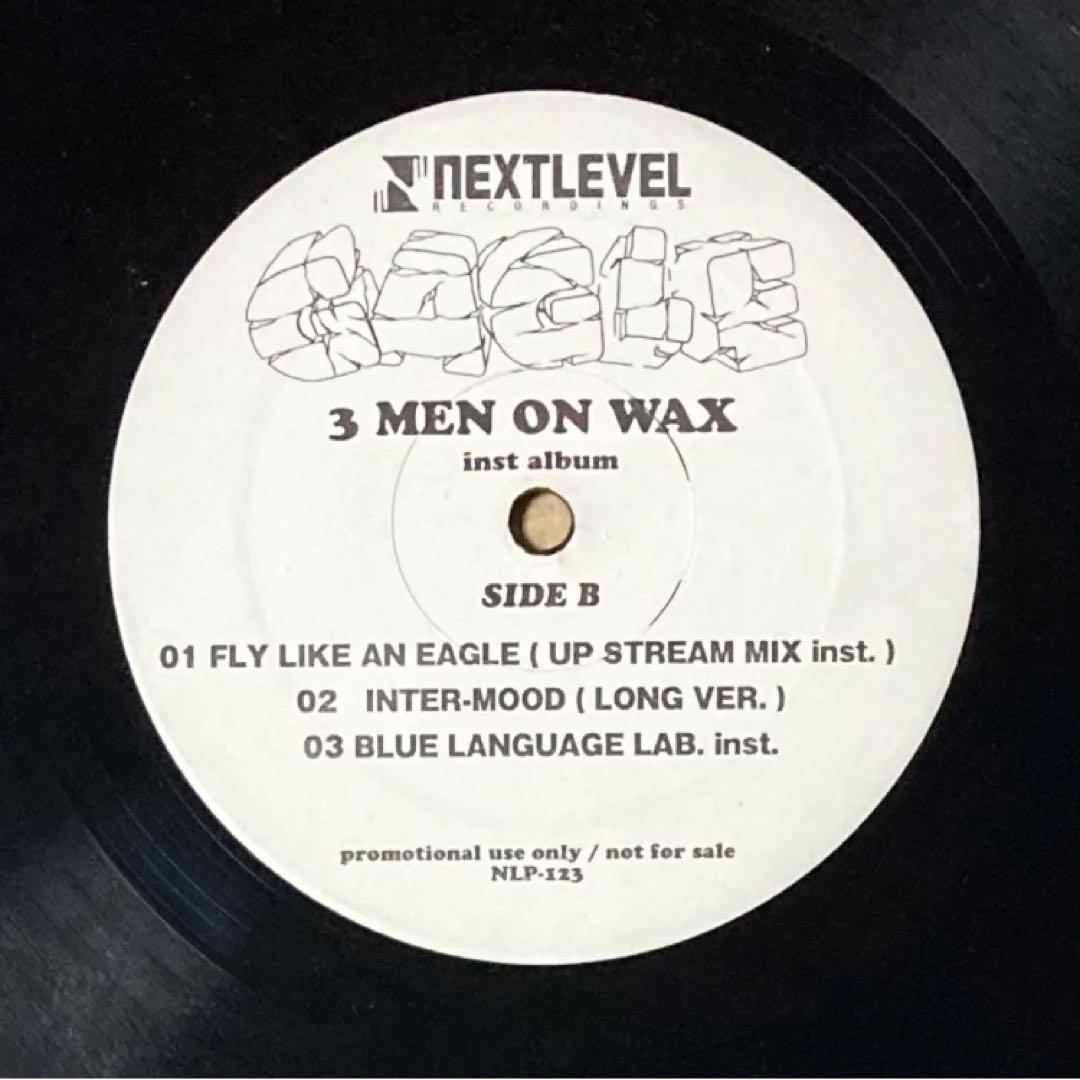 NEXTLEVEL
RECORDINGS
GAGLE
3 MEN ON WAX
inst album
SIDE B
01 FLY LIKE AN EAGLE ( UP STREAM MIX inst. )
02 INTER-MOOD ( LONG VER. )
03 BLUE LANGUAGE LAB. inst.
promotional use only / not for sale
NLP-123